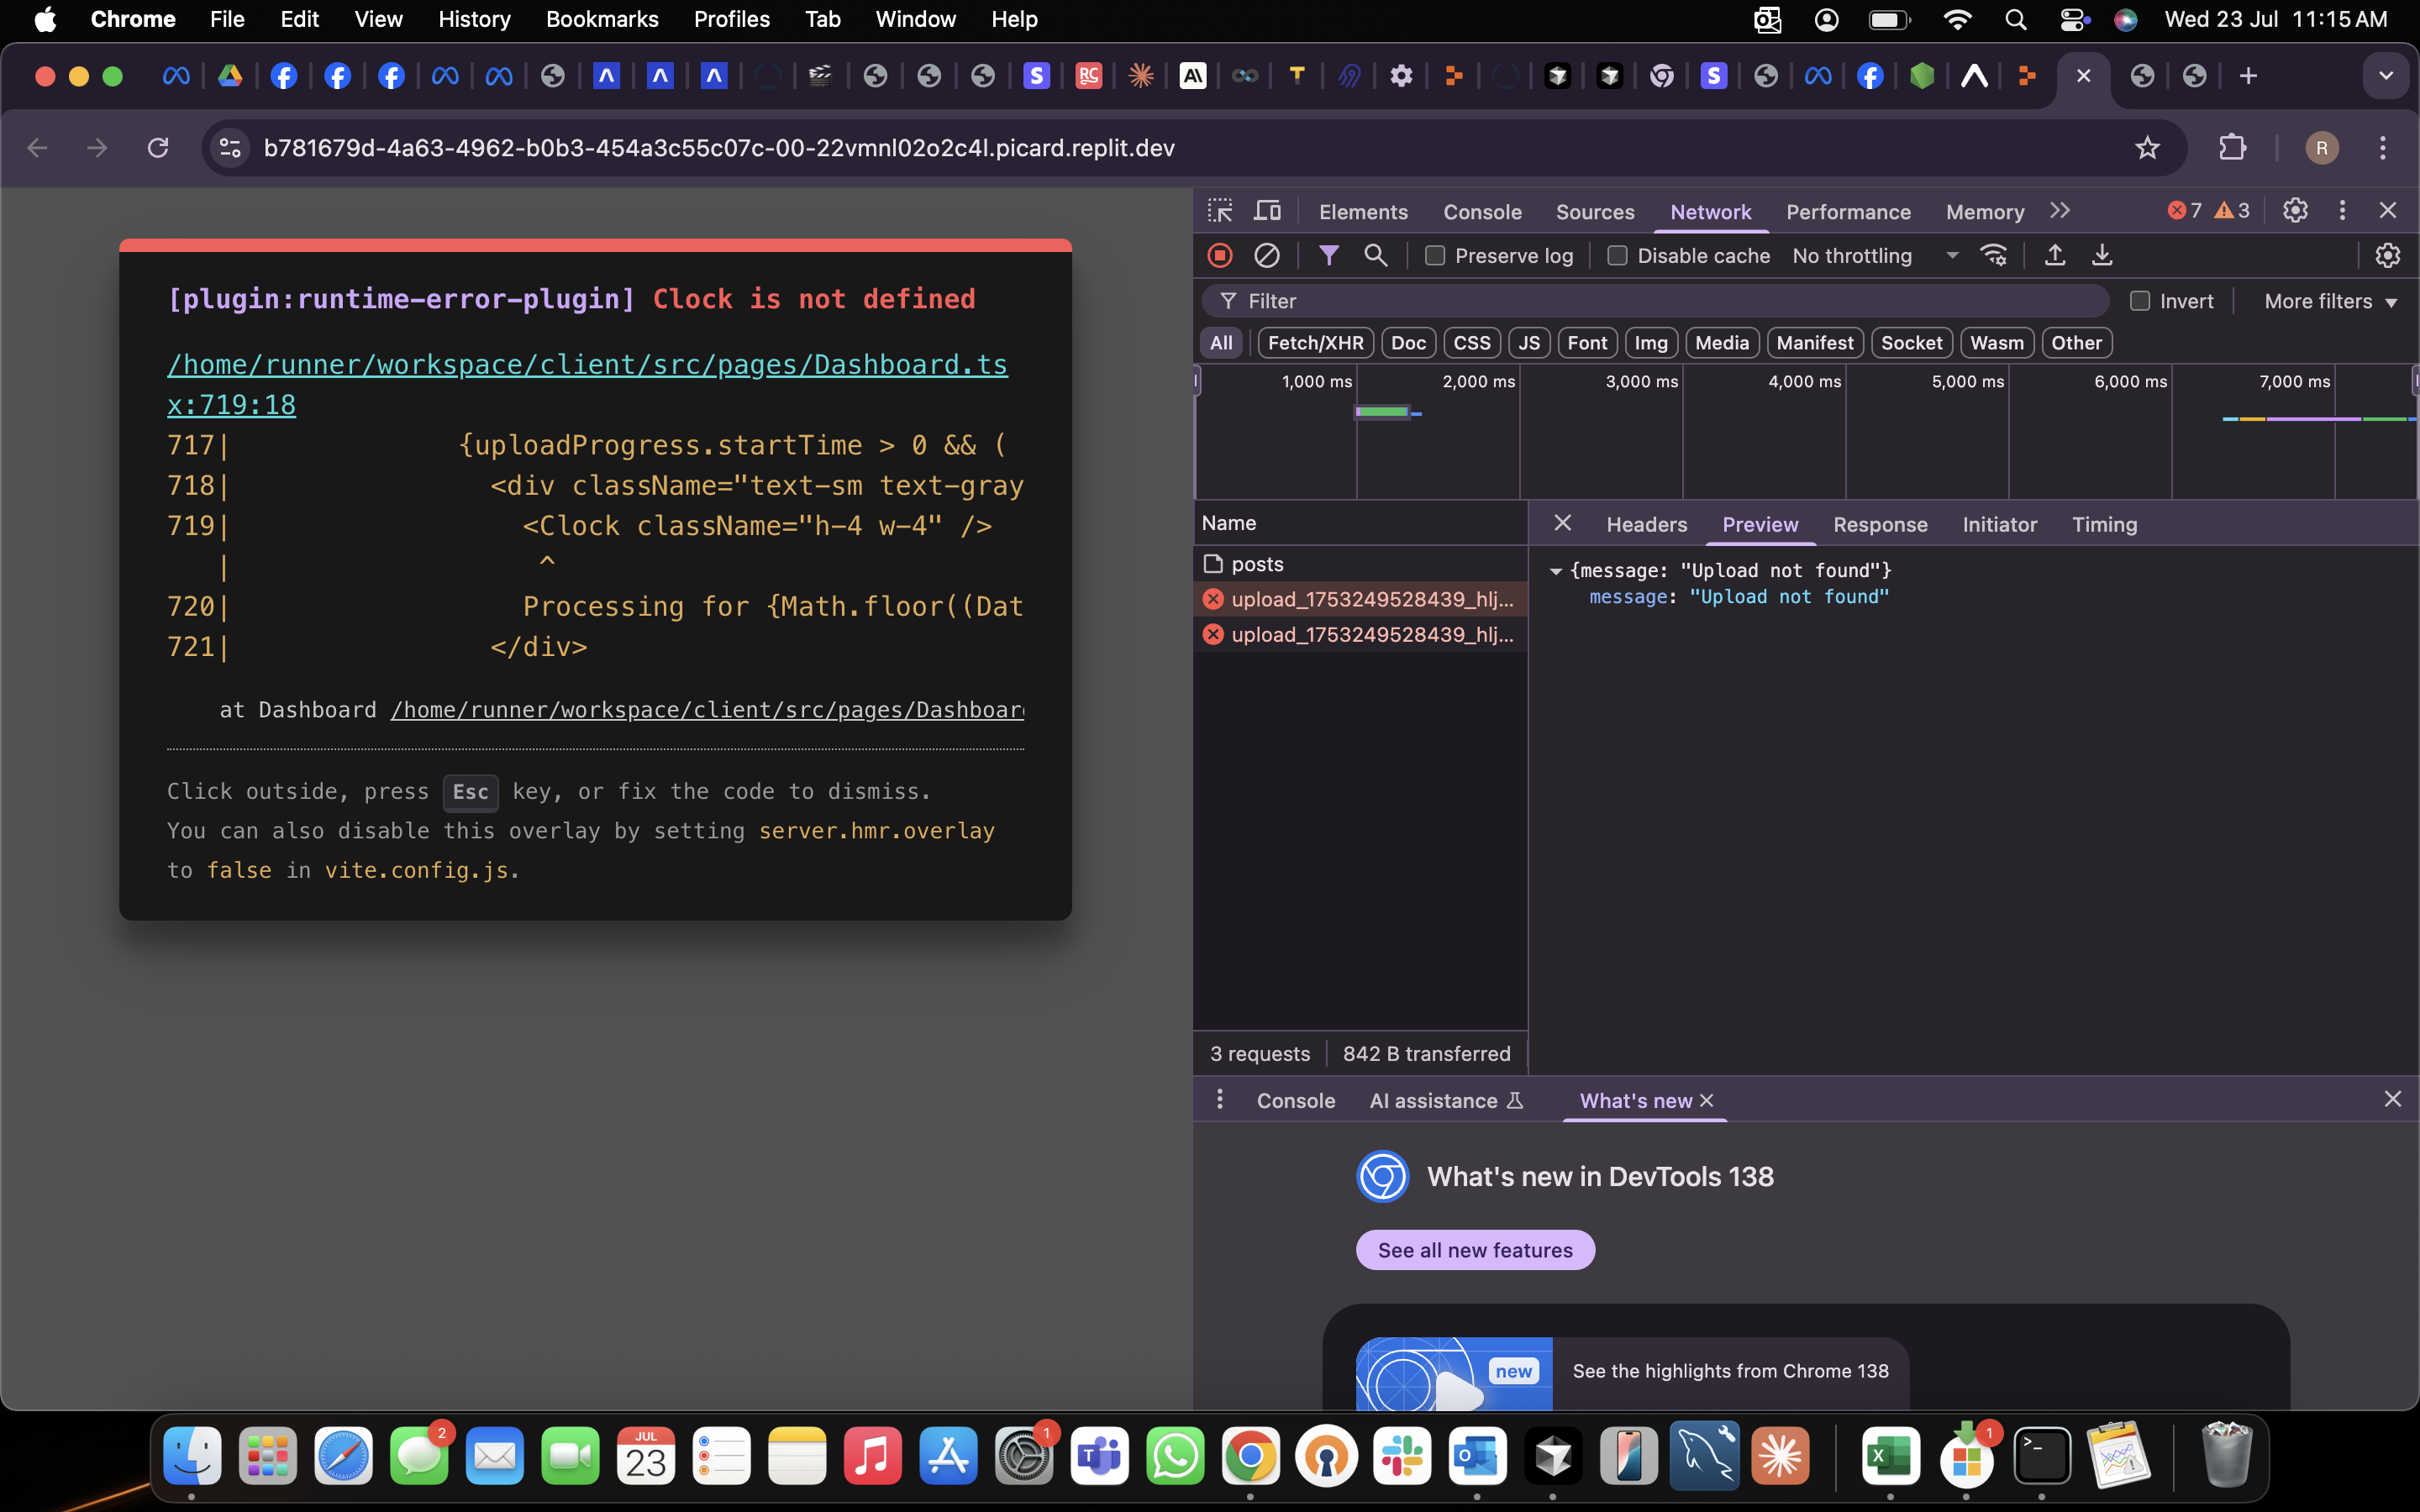 Chrome File Edit View History Bookmarks Profiles Tab Window Help Wed 23 Jul 11:15 AM
b781679d-4a63-4962-b0b3-454a3c55c07c-00-22vmnl02o2c4l.picard.replit.dev R
[plugin:runtime-error-plugin] Clock is not defined
/home/runner/workspace/client/src/pages/Dashboard.ts
x:719:18
717| {uploadProgress.startTime > 0 && (
718| <div className="text-sm text-gray
719| <Clock className="h-4 w-4" />
| ^
720| Processing for {Math.floor((Dat
721| </div>
at Dashboard /home/runner/workspace/client/src/pages/Dashboar
Click outside, press Esc key, or fix the code to dismiss.
You can also disable this overlay by setting server.hmr.overlay
to false in vite.config.js.
Elements Console Sources Network Performance Memory 7 3
Preserve log Disable cache No throttling
Filter Invert More filters
All Fetch/XHR Doc CSS JS Font Img Media Manifest Socket Wasm Other
1,000 ms 2,000 ms 3,000 ms 4,000 ms 5,000 ms 6,000 ms 7,000 ms
Name
posts
upload_1753249528439_hlj...
upload_1753249528439_hlj...
3 requests 842 B transferred
Headers Preview Response Initiator Timing
{message: "Upload not found"}
message: "Upload not found"
Console AI assistance What's new
What's new in DevTools 138
See all new features
new See the highlights from Chrome 138
2
JUL
23
1
1